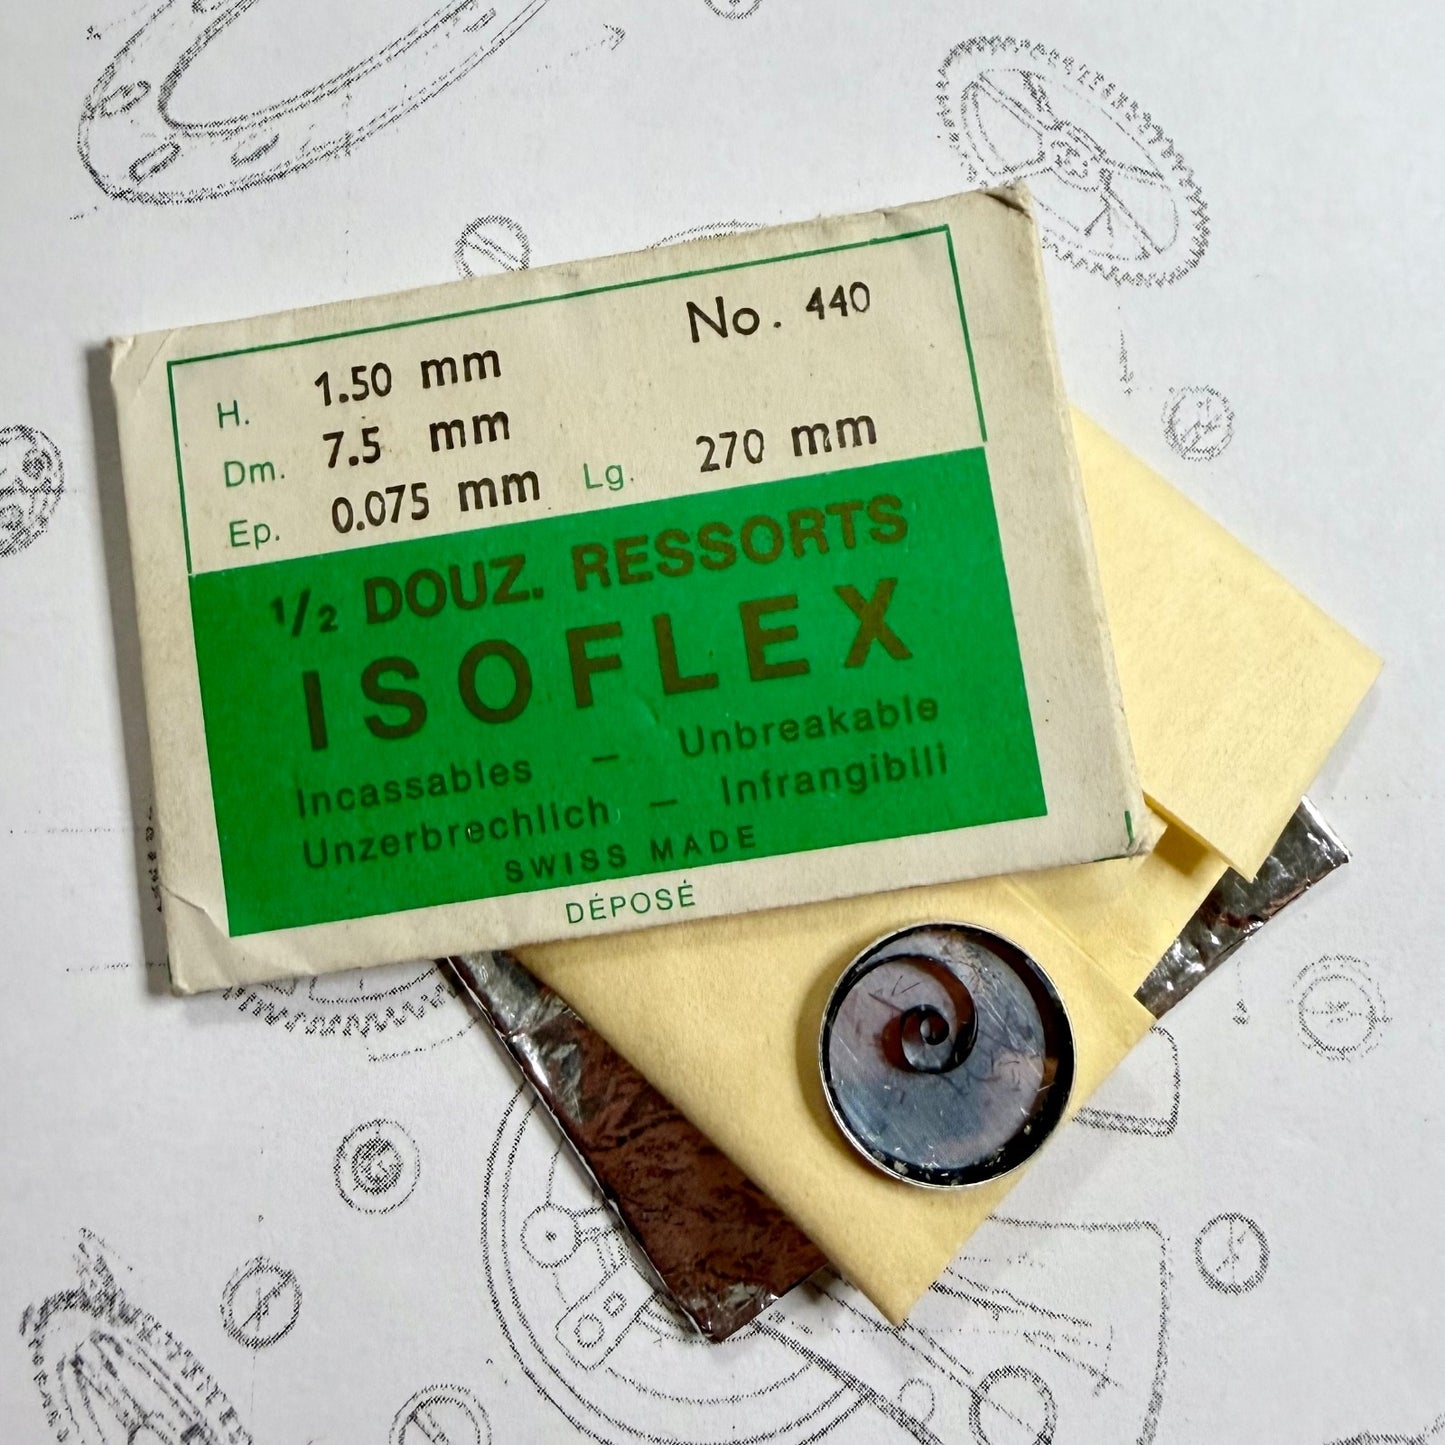 No. 440
H. 1.50 mm
Dm. 7.5 mm
Ep. 0.075 mm Lg. 270 mm
1/2 DOUZ. RESSORTS
ISOFLEX
Incassables – Unbreakable
Unzerbrechlich – Infrangibili
SWISS MADE
DÉPOSÉ